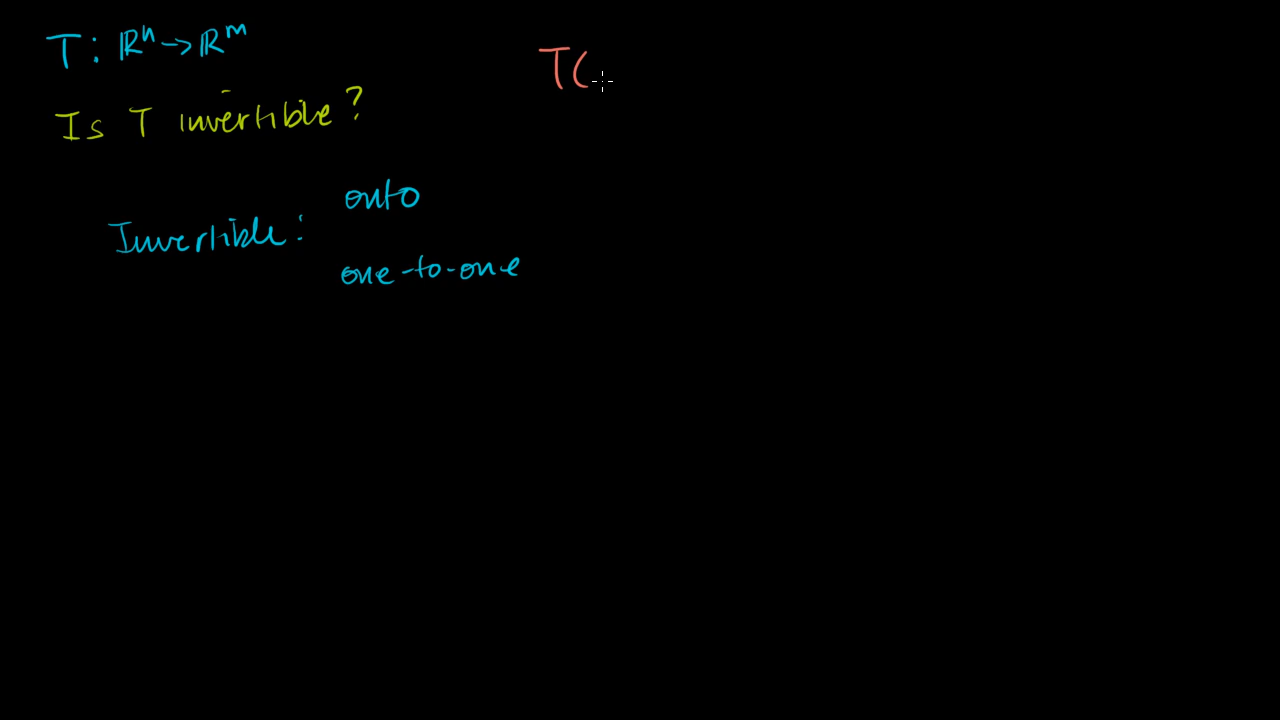 T: ℝⁿ → ℝᵐ
T(
Is T invertible?
onto
Invertible:
one-to-one